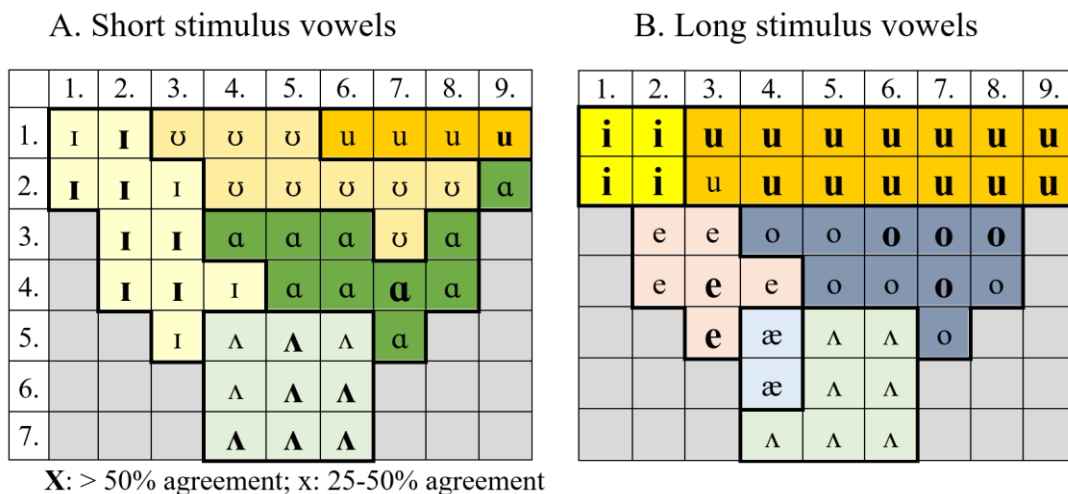 A. Short stimulus vowels B. Long stimulus vowels
1. 2. 3. 4. 5. 6. 7. 8. 9. 1. 2. 3. 4. 5. 6. 7. 8. 9.
1. ɪ ɪ ʊ ʊ ʊ u u u u i i u u u u u u u
2. ɪ ɪ ɪ ʊ ʊ ʊ ʊ ʊ ɑ i i u u u u u u u
3. ɪ ɪ ɑ ɑ ɑ ʊ ɑ e e o o o o o
4. ɪ ɪ ɪ ɑ ɑ ɑ ɑ e e e o o o o
5. ɪ ʌ ʌ ʌ ɑ e æ ʌ ʌ o
6. ʌ ʌ ʌ æ ʌ ʌ
7. ʌ ʌ ʌ ʌ ʌ ʌ
X: > 50% agreement; x: 25-50% agreement